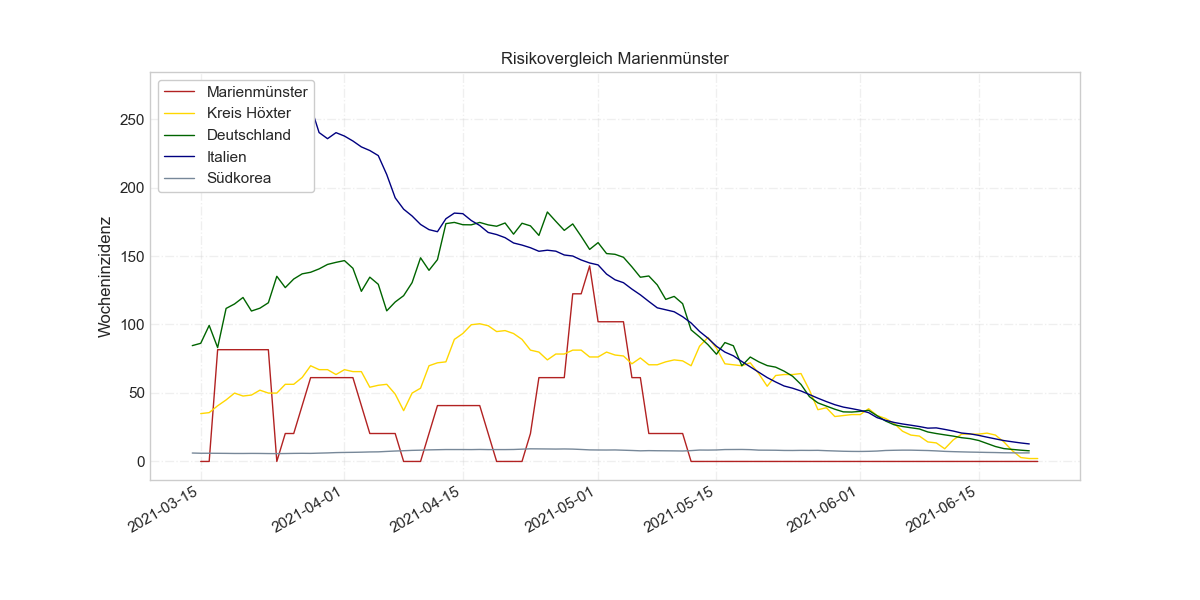 Risikovergleich Marienmünster
Marienmünster
Kreis Höxter
Deutschland
Italien
Südkorea
Wocheninzidenz
250
200
150
100
50
0
2021-03-15
2021-04-01
2021-04-15
2021-05-01
2021-05-15
2021-06-01
2021-06-15